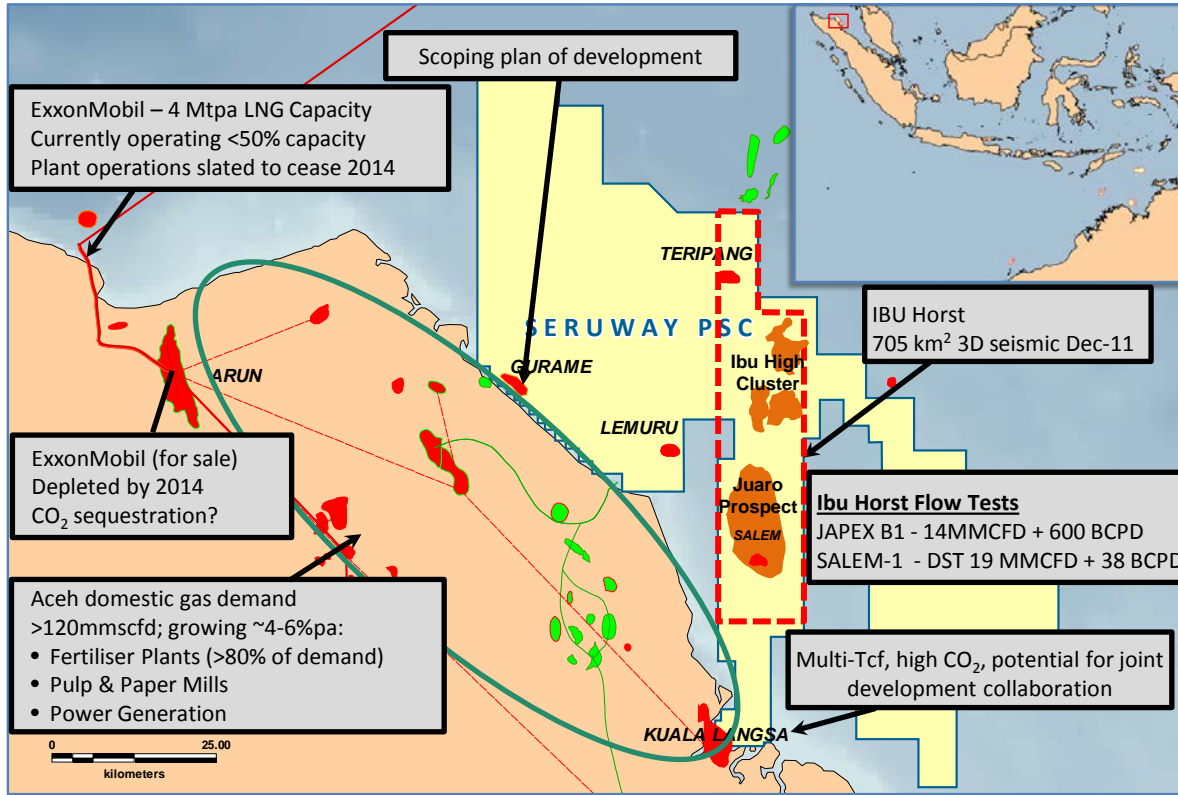 Scoping plan of development
ExxonMobil – 4 Mtpa LNG Capacity
Currently operating <50% capacity
Plant operations slated to cease 2014
TERIPANG
SERUWAY PSC
IBU Horst
705 km² 3D seismic Dec-11
GURAME
Ibu High
Cluster
ARUN
LEMURU
ExxonMobil (for sale)
Depleted by 2014
CO₂ sequestration?
Juaro
Prospect
SALEM
Ibu Horst Flow Tests
JAPEX B1 - 14MMCFD + 600 BCPD
SALEM-1 - DST 19 MMCFD + 38 BCPD
Aceh domestic gas demand
>120mmscfd; growing ~4-6%pa:
• Fertiliser Plants (>80% of demand)
• Pulp & Paper Mills
• Power Generation
Multi-Tcf, high CO₂, potential for joint
development collaboration
KUALA LANGSA
0 25.00
kilometers